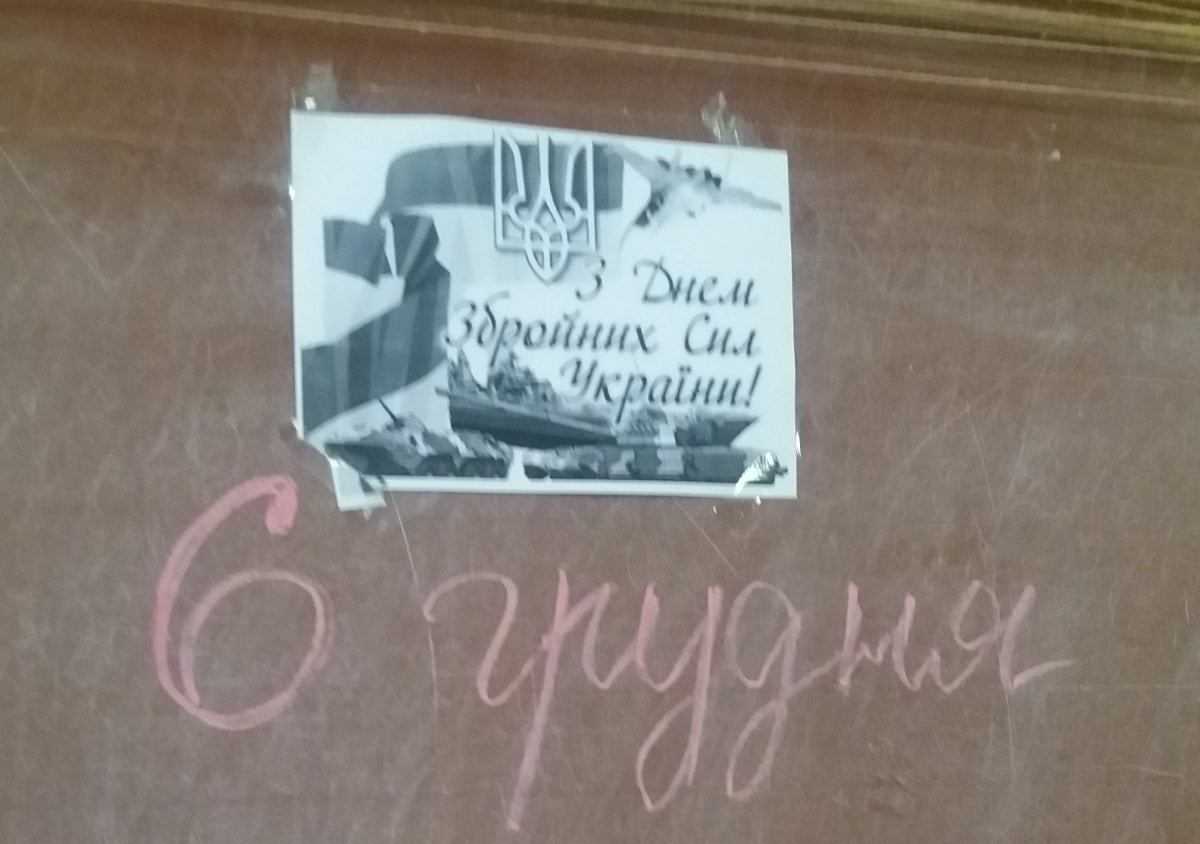 З Днем
Збройних Сил
України!
6 грудня